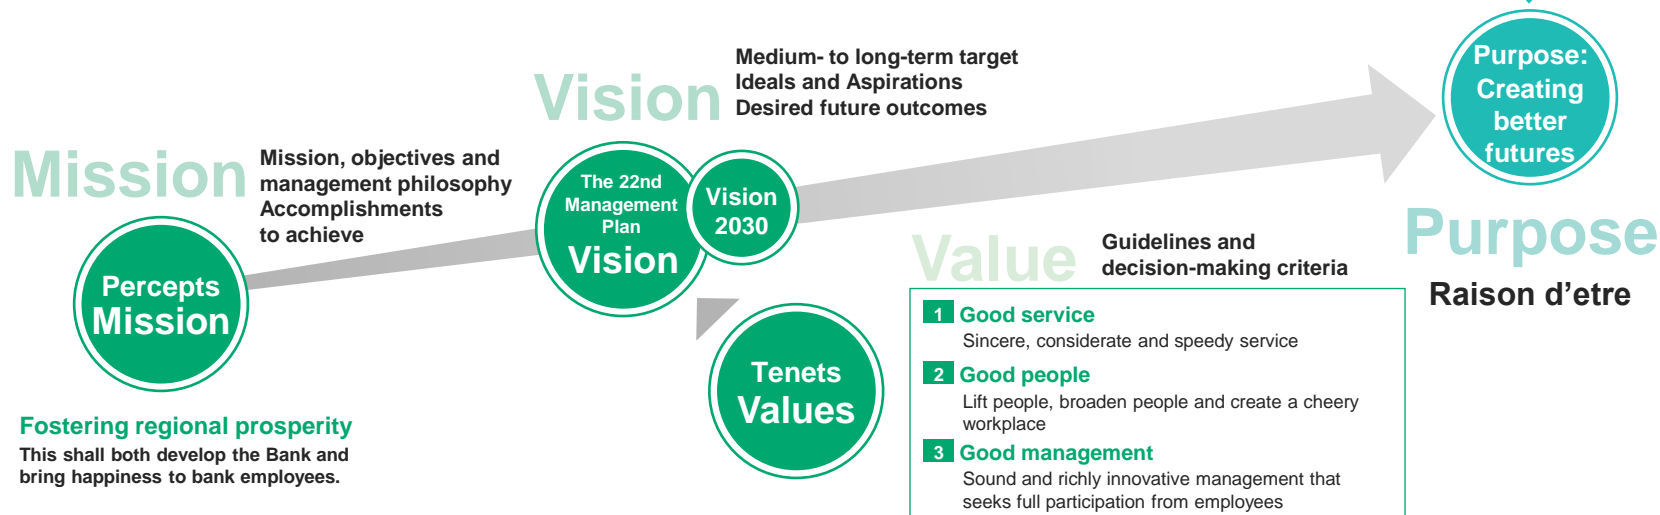 Mission
Mission, objectives and
management philosophy
Accomplishments
to achieve
Percepts
Mission
Fostering regional prosperity
This shall both develop the Bank and
bring happiness to bank employees.
Vision
Medium- to long-term target
Ideals and Aspirations
Desired future outcomes
The 22nd
Management
Plan
Vision
Vision
2030
Tenets
Values
Value
Guidelines and
decision-making criteria
1 Good service
Sincere, considerate and speedy service
2 Good people
Lift people, broaden people and create a cheery
workplace
3 Good management
Sound and richly innovative management that
seeks full participation from employees
Purpose:
Creating
better
futures
Purpose
Raison d’etre